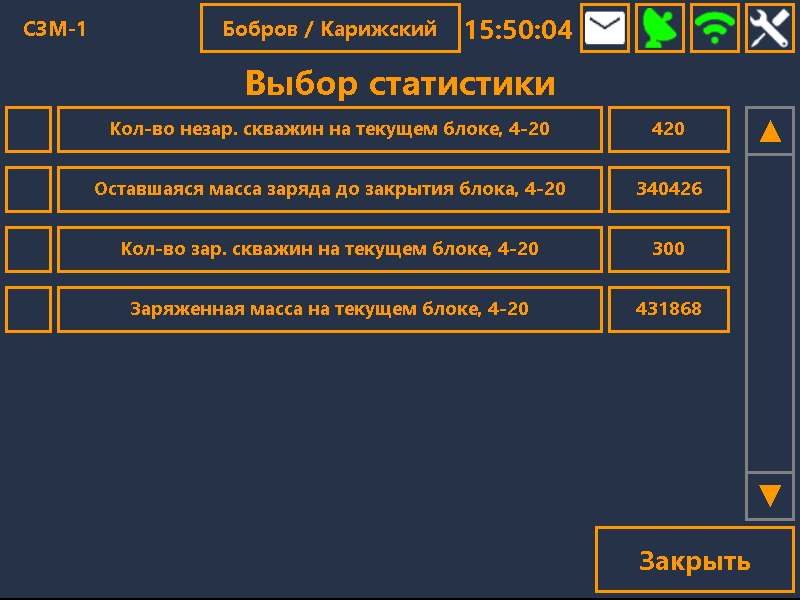 СЗМ-1
Бобров / Карижский
15:50:04
Выбор статистики
Кол-во незар. скважин на текущем блоке, 4-20 420
Оставшаяся масса заряда до закрытия блока, 4-20 340426
Кол-во зар. скважин на текущем блоке, 4-20 300
Заряженная масса на текущем блоке, 4-20 431868
Закрыть